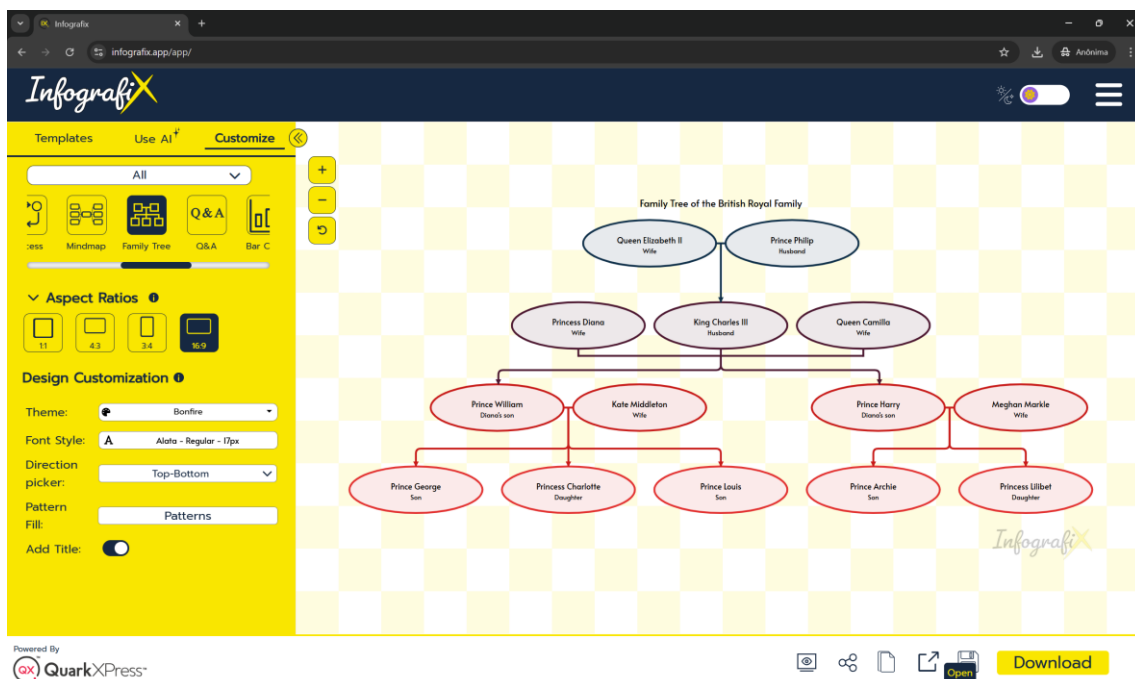 Infografix
infografix.app/app/
Anônima
InfografiX
Templates
Use AI
Customize
All
:ess
Mindmap
Family Tree
Q&A
Q&A
Bar C
Aspect Ratios
1:1
4:3
3:4
16:9
Design Customization
Theme:
Bonfire
Font Style:
A
Alata - Regular - 17px
Direction
picker:
Top-Bottom
Pattern
Fill:
Patterns
Add Title:
Family Tree of the British Royal Family
Queen Elizabeth II
Wife
Prince Philip
Husband
Princess Diana
Wife
King Charles III
Husband
Queen Camilla
Wife
Prince William
Diana's son
Kate Middleton
Wife
Prince Harry
Diana's son
Meghan Markle
Wife
Prince George
Son
Princess Charlotte
Daughter
Prince Louis
Son
Prince Archie
Son
Princess Lilibet
Daughter
InfografiX
Powered By
QX QuarkXPress
Open
Download